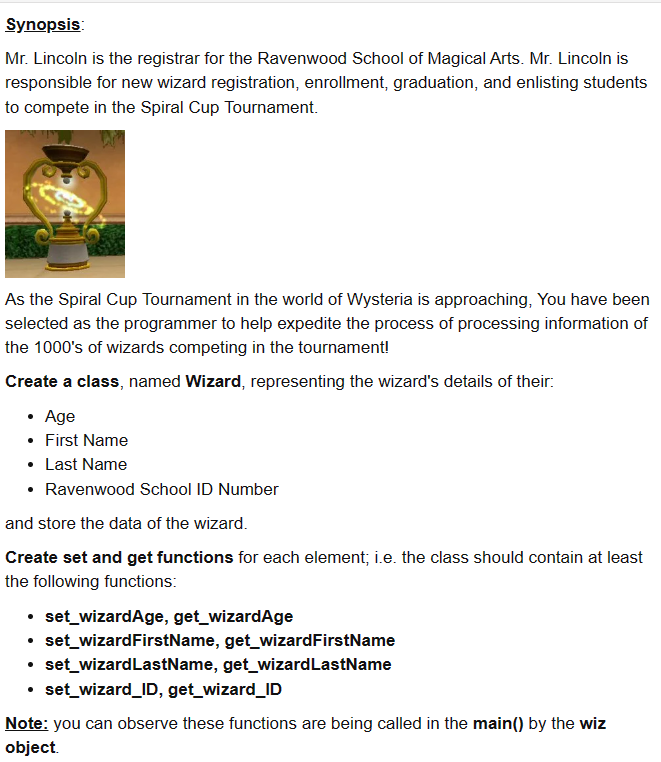 Synopsis:
Mr. Lincoln is the registrar for the Ravenwood School of Magical Arts. Mr. Lincoln is
responsible for new wizard registration, enrollment, graduation, and enlisting students
to compete in the Spiral Cup Tournament.
As the Spiral Cup Tournament in the world of Wysteria is approaching, You have been
selected as the programmer to help expedite the process of processing information of
the 1000's of wizards competing in the tournament!
Create a class, named Wizard, representing the wizard's details of their:
• Age
• First Name
• Last Name
• Ravenwood School ID Number
and store the data of the wizard.
Create set and get functions for each element; i.e. the class should contain at least
the following functions:
• set_wizardAge, get_wizardAge
• set_wizardFirstName, get_wizardFirstName
• set_wizardLastName, get_wizardLastName
• set_wizard_ID, get_wizard_ID
Note: you can observe these functions are being called in the main() by the wiz
object.